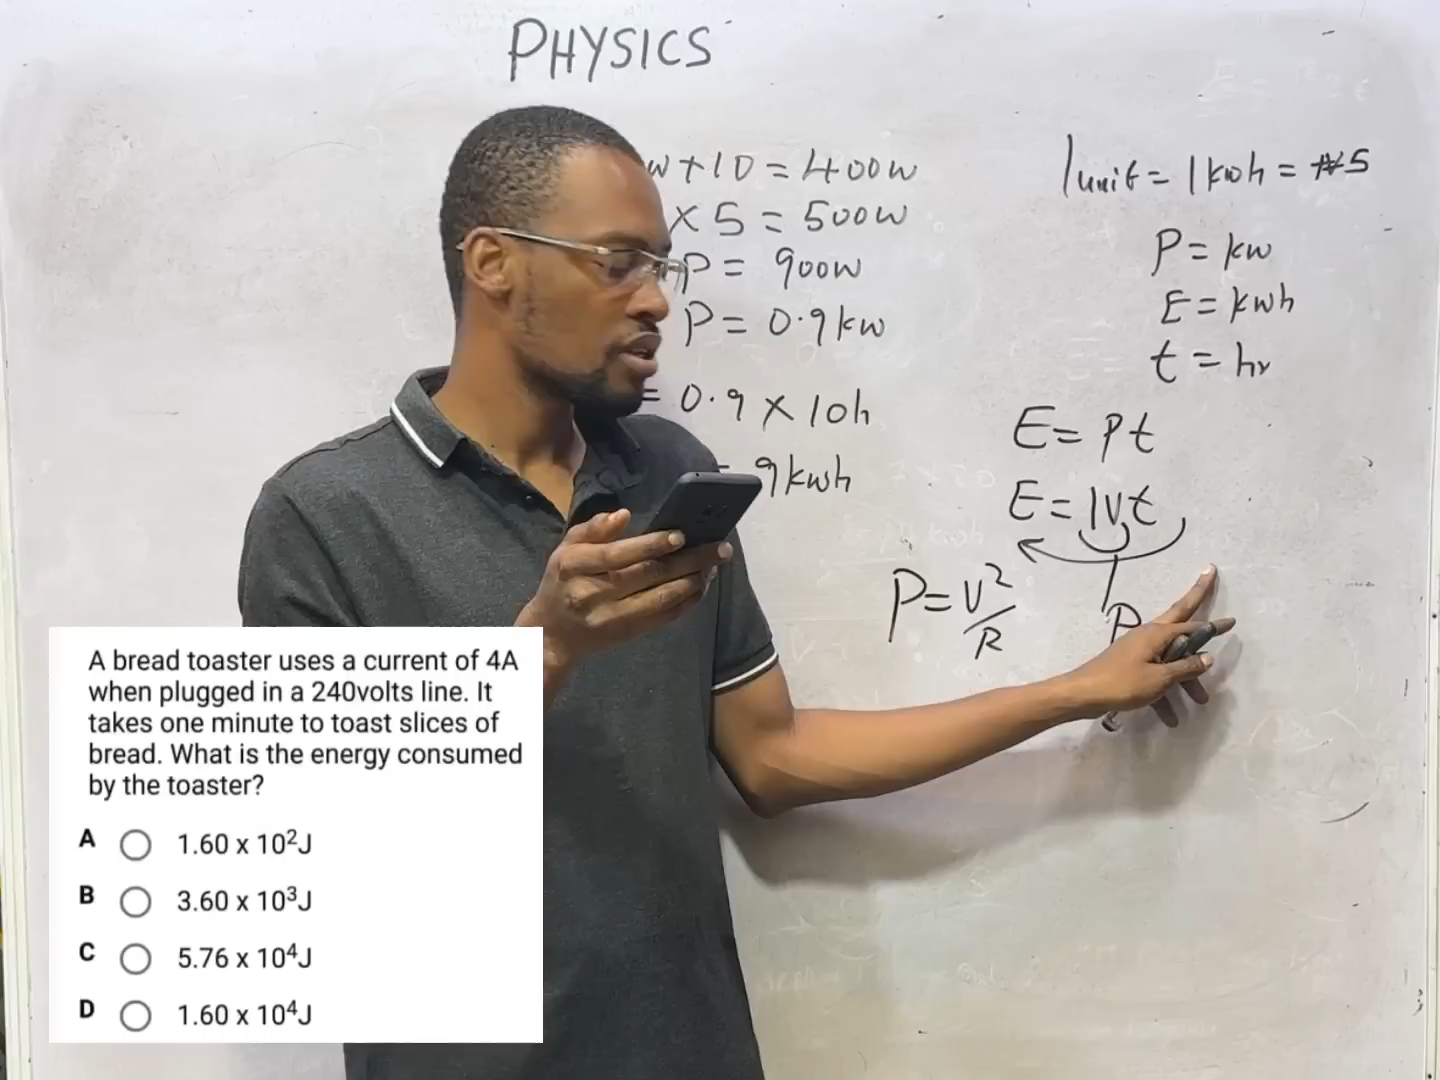 PHYSICS
w + 10 = 400w
x 5 = 500w
P = 900w
P = 0.9kw
= 0.9 x 10h
= 9kwh
1 unit = 1kwh = ₦5
P = kw
E = kwh
t = hr
E = Pt
E = IVt
P = V²/R
P
A bread toaster uses a current of 4A
when plugged in a 240volts line. It
takes one minute to toast slices of
bread. What is the energy consumed
by the toaster?
A 1.60 x 10²J
B 3.60 x 10³J
C 5.76 x 10⁴J
D 1.60 x 10⁴J